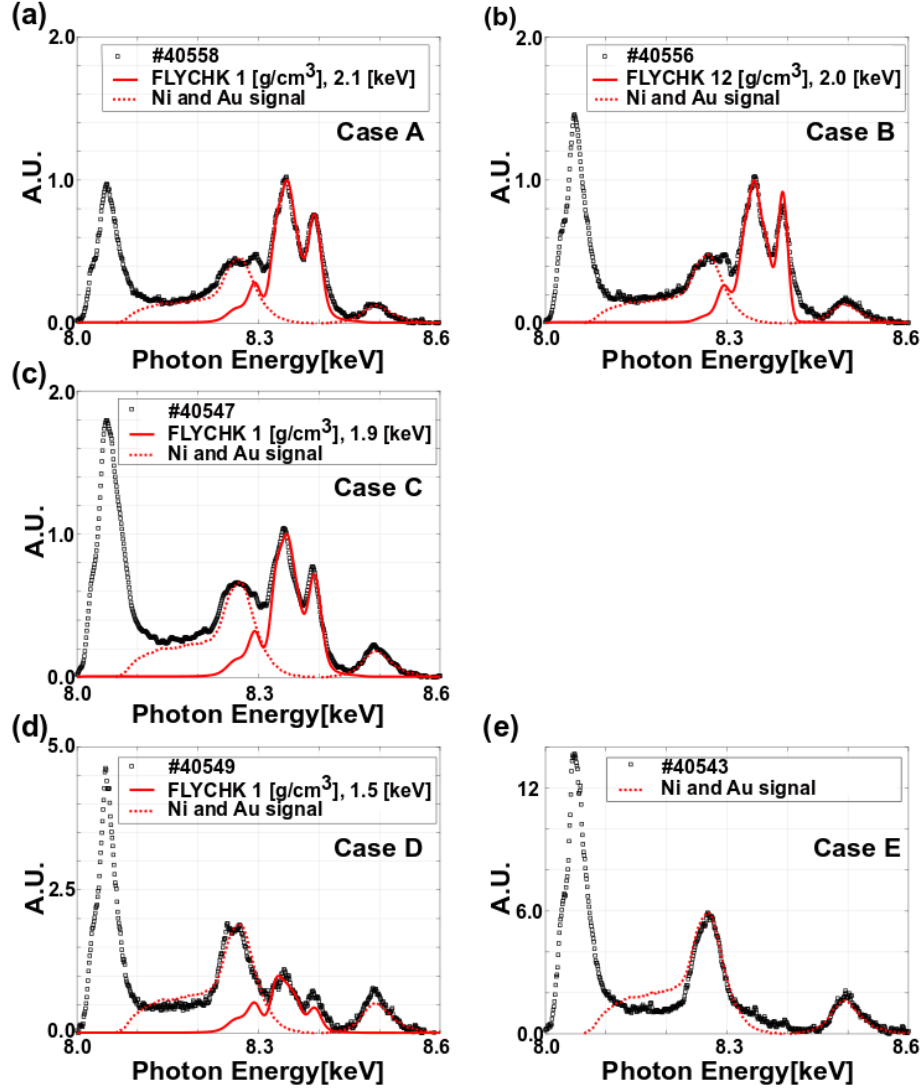 (a)
2.0
#40558
FLYCHK 1 [g/cm³], 2.1 [keV]
Ni and Au signal
Case A
A.U.
1.0
0.0
8.0
8.3
8.6
Photon Energy[keV]
(b)
2.0
#40556
FLYCHK 12 [g/cm³], 2.0 [keV]
Ni and Au signal
Case B
A.U.
1.0
0.0
8.0
8.3
8.6
Photon Energy[keV]
(c)
2.0
#40547
FLYCHK 1 [g/cm³], 1.9 [keV]
Ni and Au signal
Case C
A.U.
1.0
0.0
8.0
8.3
8.6
Photon Energy[keV]
(d)
5.0
#40549
FLYCHK 1 [g/cm³], 1.5 [keV]
Ni and Au signal
Case D
A.U.
2.5
0.0
8.0
8.3
8.6
Photon Energy[keV]
(e)
#40543
Ni and Au signal
12
Case E
A.U.
6.0
0.0
8.0
8.3
8.6
Photon Energy[keV]